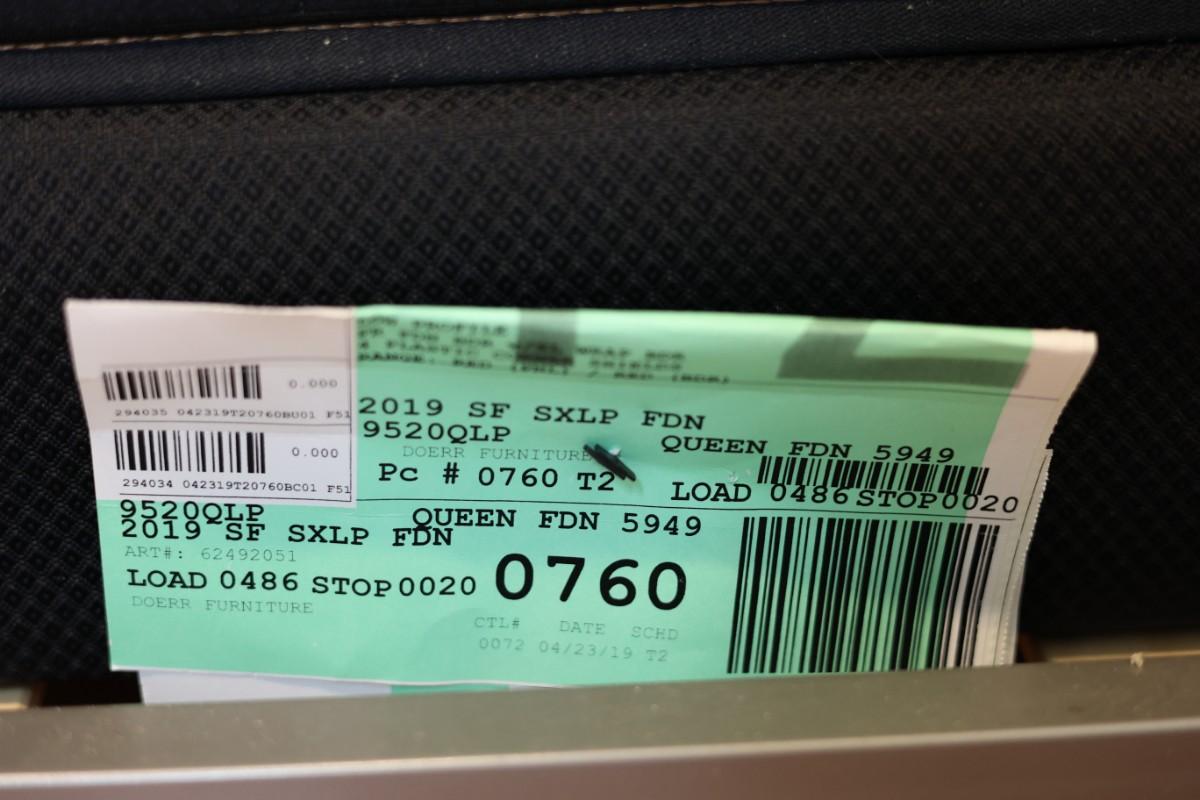 0.000
294035 042319T20760BU01 F51
0.000
294034 042319T20760BC01 F51
PROFILE
2019 SF SXLP FDN
9520QLP QUEEN FDN 5949
DOERR FURNITURE
Pc # 0760 T2 LOAD 0486 STOP0020
9520QLP QUEEN FDN 5949
2019 SF SXLP FDN
ART#: 62492051
LOAD 0486 STOP0020 0760
DOERR FURNITURE
CTL# DATE SCHD
0072 04/23/19 T2